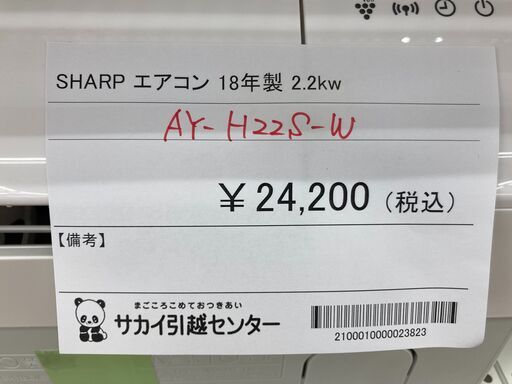 SHARP エアコン 18年製 2.2kw
AY-H22S-W
￥24,200（税込）
【備考】
まごころこめておつきあい
サカイ引越センター
2100010000023823